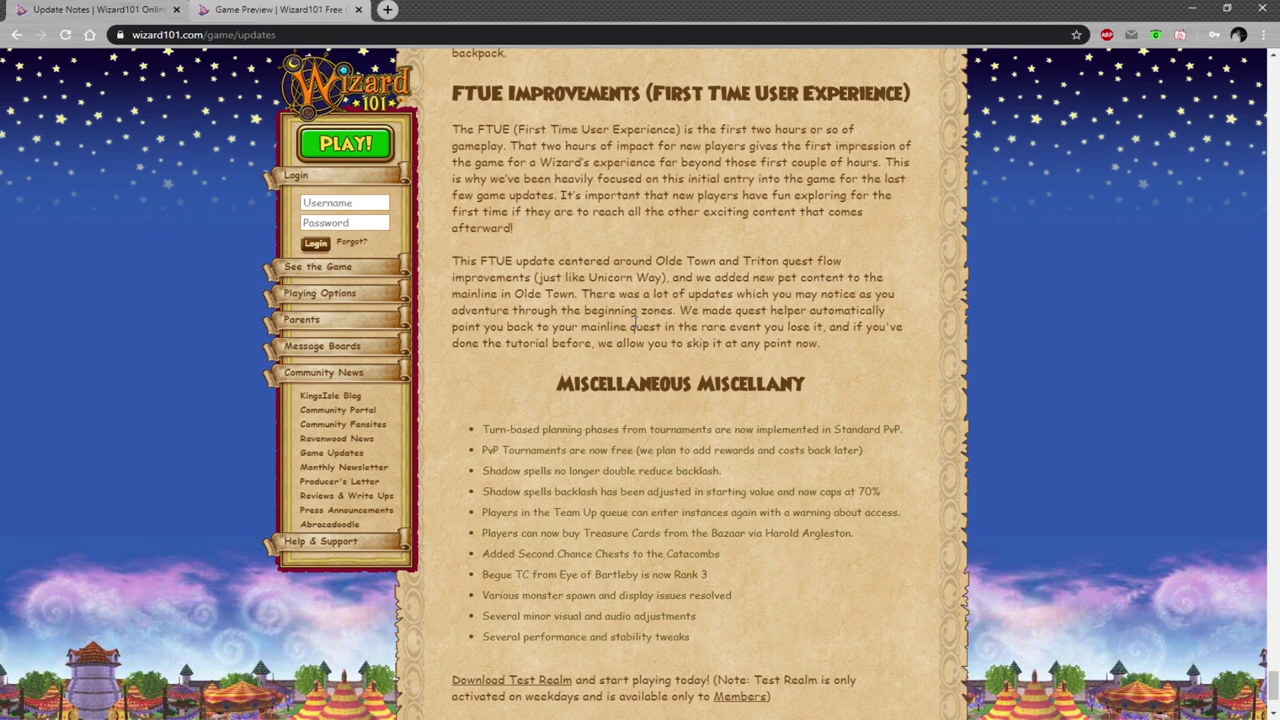 Update Notes | Wizard101 Onlin
Game Preview | Wizard101 Free
wizard101.com/game/updates
ABP
Wizard
101
PLAY!
Login
Username
Password
Login Forgot?
See the Game
Playing Options
Parents
Message Boards
Community News
KingsIsle Blog
Community Portal
Community Fansites
Ravenwood News
Game Updates
Monthly Newsletter
Producer's Letter
Reviews & Write Ups
Press Announcements
Abracadoodle
Help & Support
backpack.
FTUE Improvements (First Time User Experience)
The FTUE (First Time User Experience) is the first two hours or so of
gameplay. That two hours of impact for new players gives the first impression of
the game for a Wizard's experience far beyond those first couple of hours. This
is why we've been heavily focused on this initial entry into the game for the last
few game updates. It's important that new players have fun exploring for the
first time if they are to reach all the other exciting content that comes
afterward!
This FTUE update centered around Olde Town and Triton quest flow
improvements (just like Unicorn Way), and we added new pet content to the
mainline in Olde Town. There was a lot of updates which you may notice as you
adventure through the beginning zones. We made quest helper automatically
point you back to your mainline quest in the rare event you lose it, and if you've
done the tutorial before, we allow you to skip it at any point now.
Miscellaneous Miscellany
• Turn-based planning phases from tournaments are now implemented in Standard PvP.
• PvP Tournaments are now free (we plan to add rewards and costs back later)
• Shadow spells no longer double reduce backlash.
• Shadow spells backlash has been adjusted in starting value and now caps at 70%
• Players in the Team Up queue can enter instances again with a warning about access.
• Players can now buy Treasure Cards from the Bazaar via Harold Argleston.
• Added Second Chance Chests to the Catacombs
• Begue TC from Eye of Bartleby is now Rank 3
• Various monster spawn and display issues resolved
• Several minor visual and audio adjustments
• Several performance and stability tweaks
Download Test Realm and start playing today! (Note: Test Realm is only
activated on weekdays and is available only to Members)